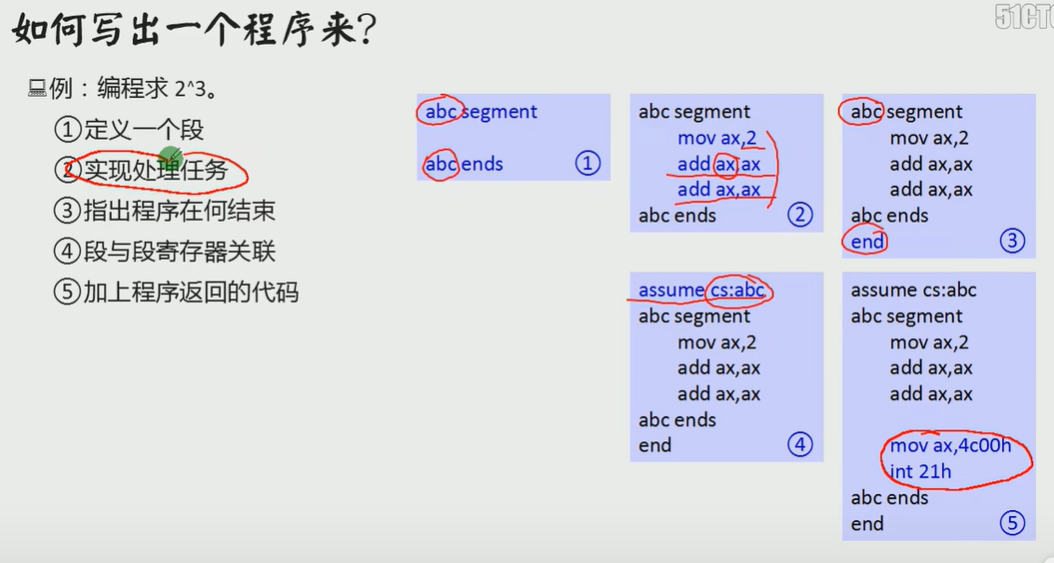 如何写出一个程序来?
51CTO
例：编程求 2^3。
①定义一个段
②实现处理任务
③指出程序在何结束
④段与段寄存器关联
⑤加上程序返回的代码
abc segment
abc ends
①
abc segment
mov ax,2
add ax,ax
add ax,ax
abc ends
②
abc segment
mov ax,2
add ax,ax
add ax,ax
abc ends
end
③
assume cs:abc
abc segment
mov ax,2
add ax,ax
add ax,ax
abc ends
end
④
assume cs:abc
abc segment
mov ax,2
add ax,ax
add ax,ax
mov ax,4c00h
int 21h
abc ends
end
⑤